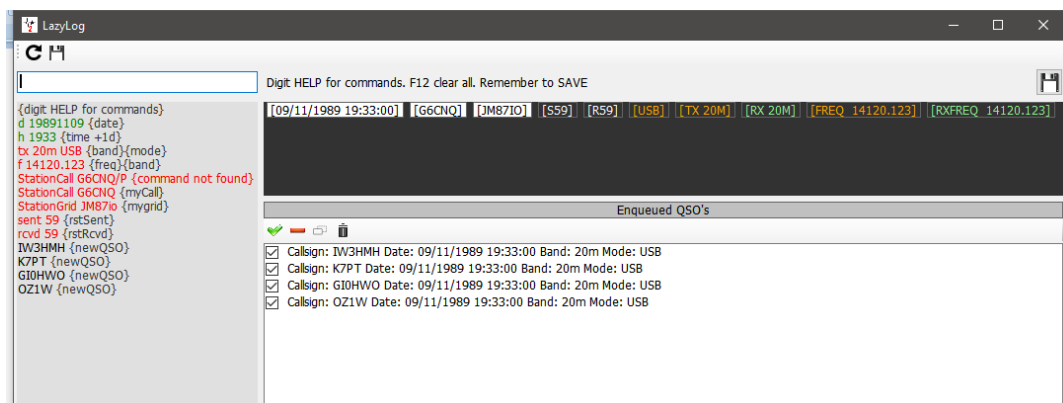 LazyLog
Digit HELP for commands. F12 clear all. Remember to SAVE
{digit HELP for commands}
d 19891109 {date}
h 1933 {time +1d}
tx 20m USB {band}{mode}
f 14120.123 {freq}{band}
StationCall G6CNQ/P {command not found}
StationCall G6CNQ {myCall}
StationGrid JM87io {mygrid}
sent 59 {rstSent}
rcvd 59 {rstRcvd}
IW3HMH {newQSO}
K7PT {newQSO}
GI0HWO {newQSO}
OZ1W {newQSO}
[09/11/1989 19:33:00] [G6CNQ] [JM87IO] [S59] [R59] [USB] [TX 20M] [RX 20M] [FREQ 14120.123] [RXFREQ 14120.123]
Enqueued QSO's
Callsign: IW3HMH Date: 09/11/1989 19:33:00 Band: 20m Mode: USB
Callsign: K7PT Date: 09/11/1989 19:33:00 Band: 20m Mode: USB
Callsign: GI0HWO Date: 09/11/1989 19:33:00 Band: 20m Mode: USB
Callsign: OZ1W Date: 09/11/1989 19:33:00 Band: 20m Mode: USB